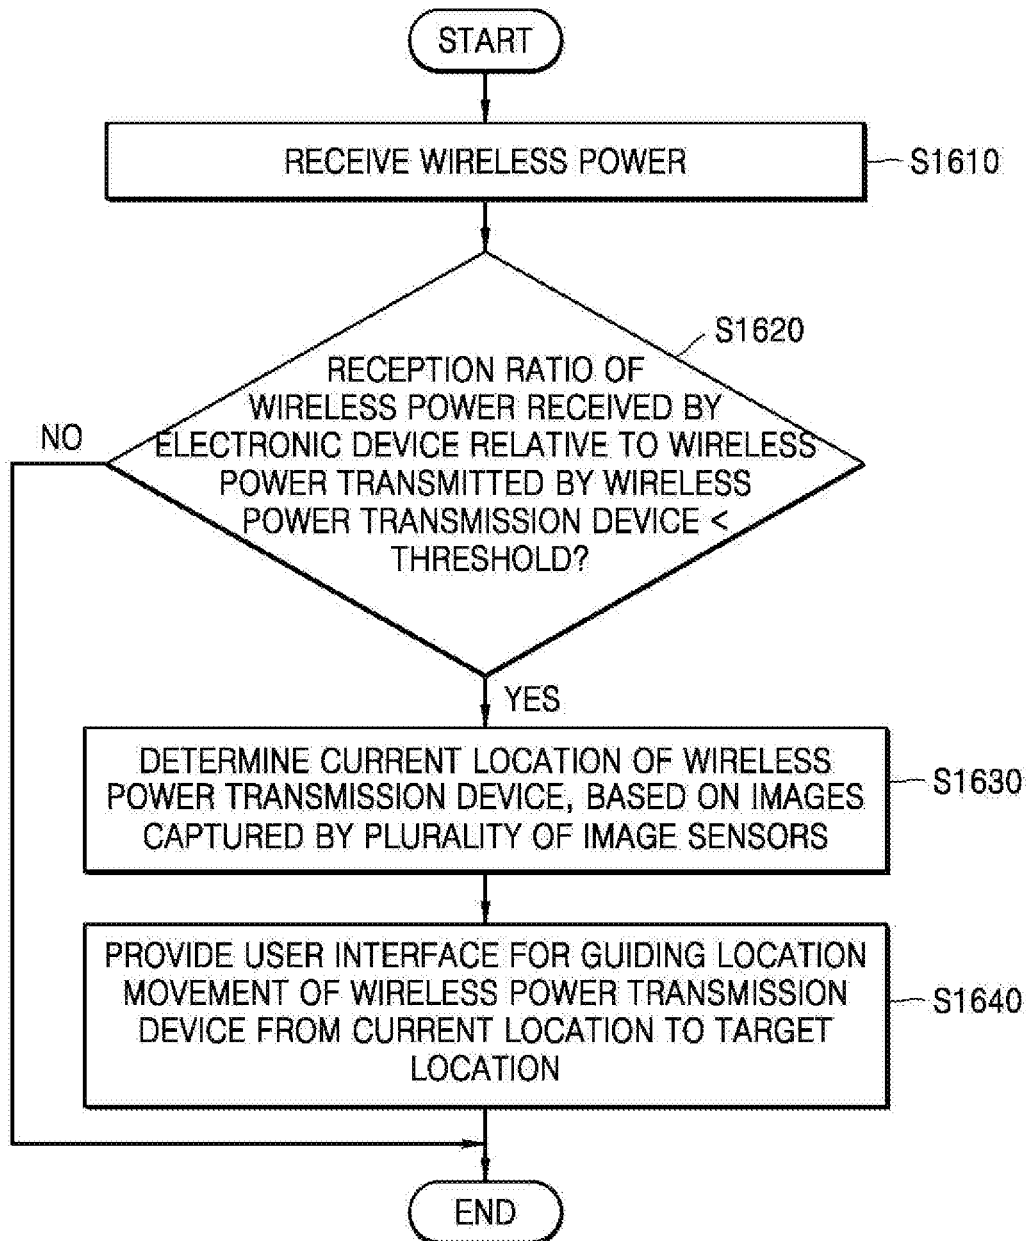 START
RECEIVE WIRELESS POWER
S1610
S1620
RECEPTION RATIO OF
WIRELESS POWER RECEIVED BY
ELECTRONIC DEVICE RELATIVE TO WIRELESS
POWER TRANSMITTED BY WIRELESS
POWER TRANSMISSION DEVICE <
THRESHOLD?
NO
YES
DETERMINE CURRENT LOCATION OF WIRELESS
POWER TRANSMISSION DEVICE, BASED ON IMAGES
CAPTURED BY PLURALITY OF IMAGE SENSORS
S1630
PROVIDE USER INTERFACE FOR GUIDING LOCATION
MOVEMENT OF WIRELESS POWER TRANSMISSION
DEVICE FROM CURRENT LOCATION TO TARGET
LOCATION
S1640
END